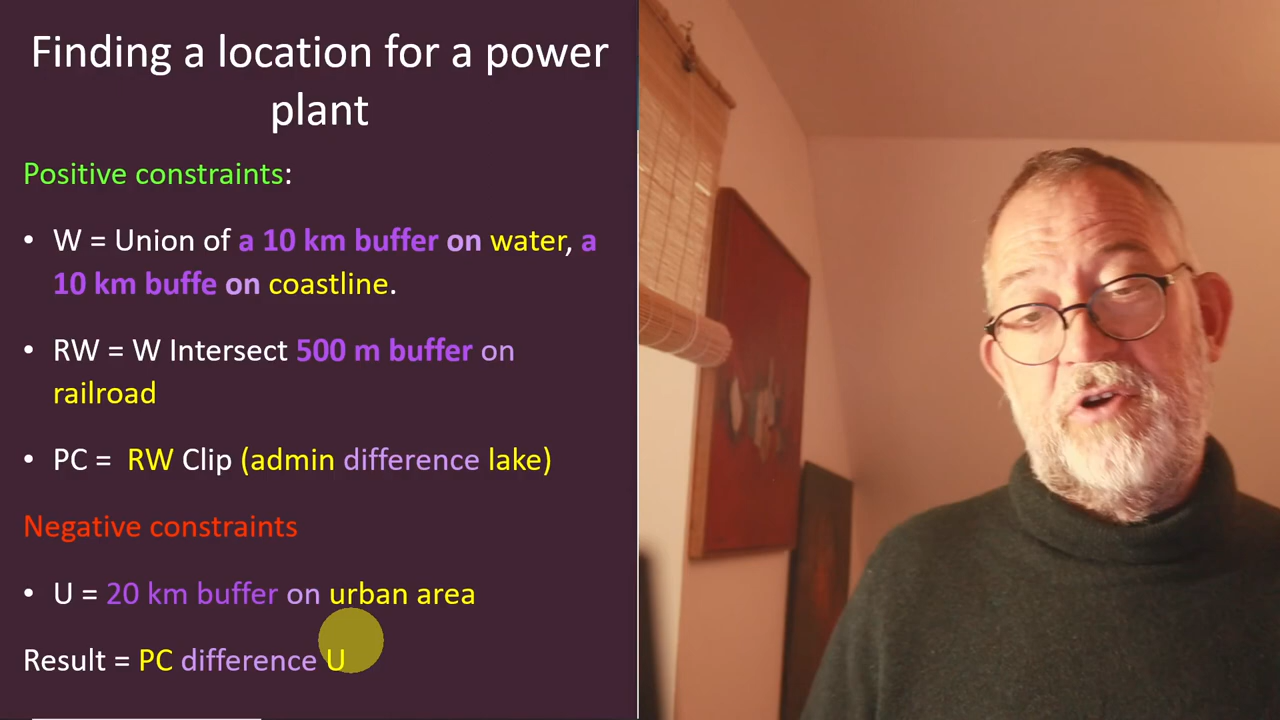 Finding a location for a power
plant
Positive constraints:
• W = Union of a 10 km buffer on water, a
10 km buffe on coastline.
• RW = W Intersect 500 m buffer on
railroad
• PC = RW Clip (admin difference lake)
Negative constraints
• U = 20 km buffer on urban area
Result = PC difference U